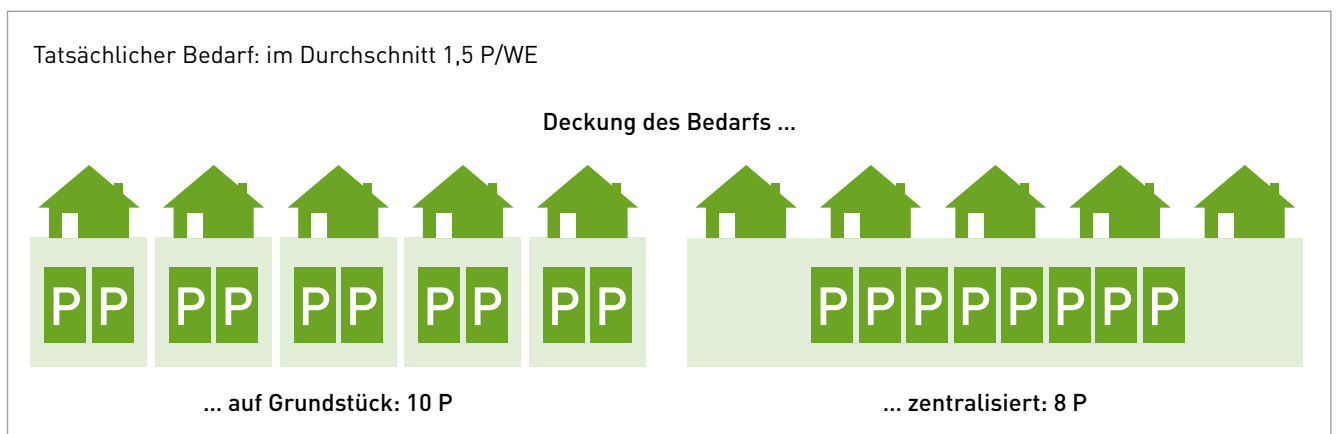 Tatsächlicher Bedarf: im Durchschnitt 1,5 P/WE
Deckung des Bedarfs ...
P P P P P P P P P P
P P P P P P P P
... auf Grundstück: 10 P
... zentralisiert: 8 P